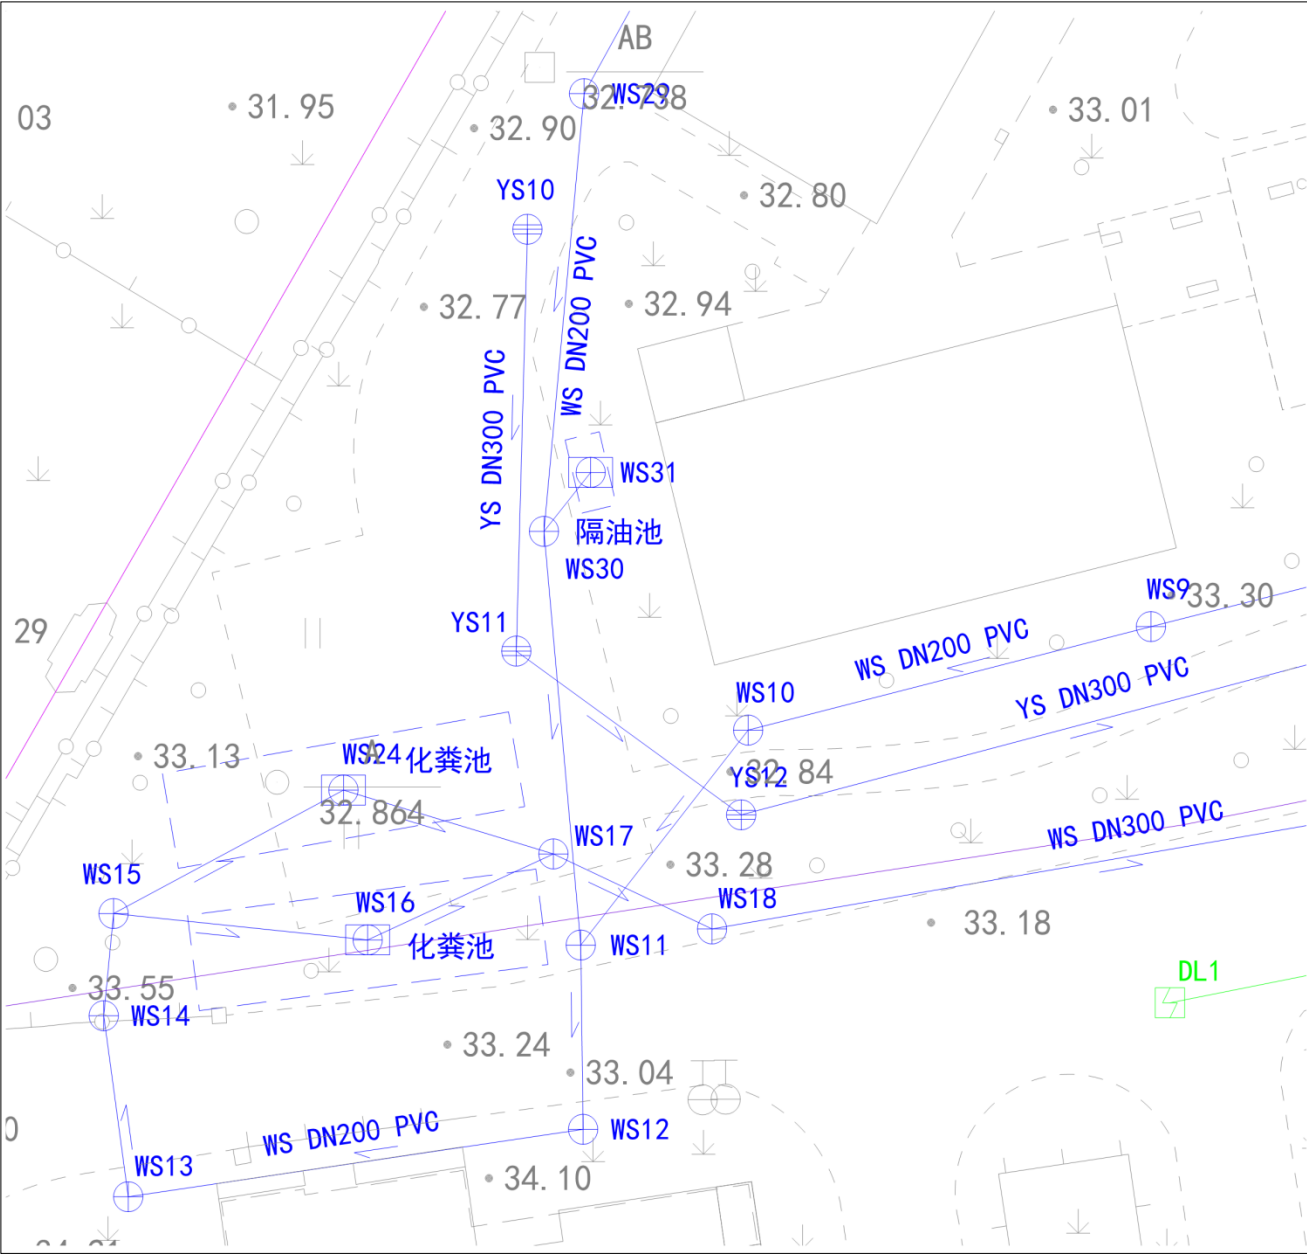 AB
WS29
32.738
03
31.95
32.90
33.01
YS10
32.80
32.77
32.94
WS DN200 PVC
YS DN300 PVC
WS31
隔油池
WS30
WS9
33.30
29
YS11
WS DN200 PVC
YS DN300 PVC
WS10
33.13
WS24
A
化粪池
32.864
YS12
32.84
WS DN300 PVC
WS17
33.28
WS15
WS16
WS18
33.18
化粪池
WS11
DL1
33.55
WS14
33.24
33.04
WS DN200 PVC
WS12
WS13
34.10